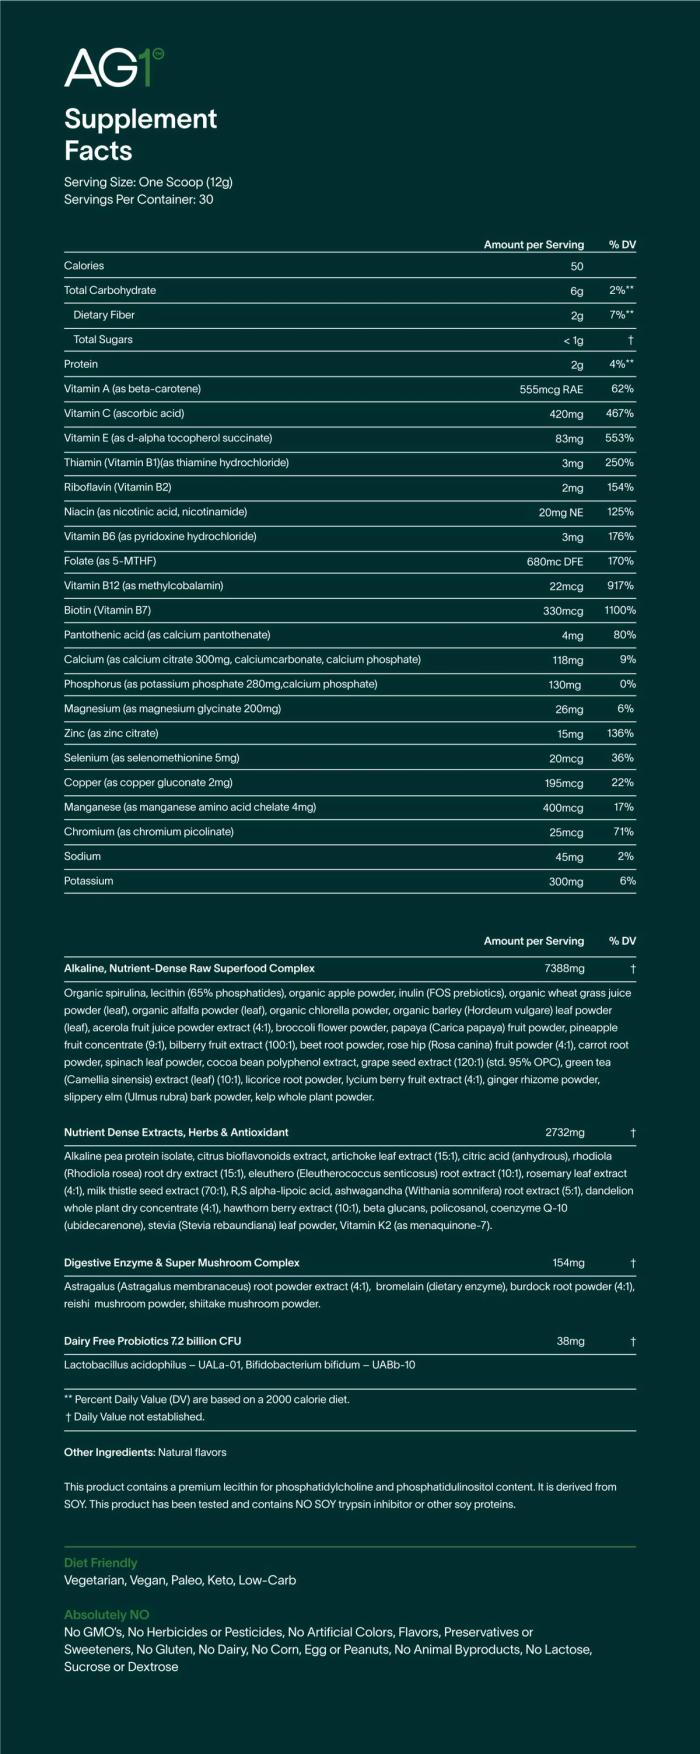 AG1™
Supplement
Facts
Serving Size: One Scoop (12g)
Servings Per Container: 30
Amount per Serving % DV
Calories 50
Total Carbohydrate 6g 2%**
Dietary Fiber 2g 7%**
Total Sugars < 1g †
Protein 2g 4%**
Vitamin A (as beta-carotene) 555mcg RAE 62%
Vitamin C (ascorbic acid) 420mg 467%
Vitamin E (as d-alpha tocopherol succinate) 83mg 553%
Thiamin (Vitamin B1)(as thiamine hydrochloride) 3mg 250%
Riboflavin (Vitamin B2) 2mg 154%
Niacin (as nicotinic acid, nicotinamide) 20mg NE 125%
Vitamin B6 (as pyridoxine hydrochloride) 3mg 176%
Folate (as 5-MTHF) 680mc DFE 170%
Vitamin B12 (as methylcobalamin) 22mcg 917%
Biotin (Vitamin B7) 330mcg 1100%
Pantothenic acid (as calcium pantothenate) 4mg 80%
Calcium (as calcium citrate 300mg, calciumcarbonate, calcium phosphate) 118mg 9%
Phosphorus (as potassium phosphate 280mg,calcium phosphate) 130mg 0%
Magnesium (as magnesium glycinate 200mg) 26mg 6%
Zinc (as zinc citrate) 15mg 136%
Selenium (as selenomethionine 5mg) 20mcg 36%
Copper (as copper gluconate 2mg) 195mcg 22%
Manganese (as manganese amino acid chelate 4mg) 400mcg 17%
Chromium (as chromium picolinate) 25mcg 71%
Sodium 45mg 2%
Potassium 300mg 6%
Amount per Serving % DV
Alkaline, Nutrient-Dense Raw Superfood Complex 7388mg †
Organic spirulina, lecithin (65% phosphatides), organic apple powder, inulin (FOS prebiotics), organic wheat grass juice
powder (leaf), organic alfalfa powder (leaf), organic chlorella powder, organic barley (Hordeum vulgare) leaf powder
(leaf), acerola fruit juice powder extract (4:1), broccoli flower powder, papaya (Carica papaya) fruit powder, pineapple
fruit concentrate (9:1), bilberry fruit extract (100:1), beet root powder, rose hip (Rosa canina) fruit powder (4:1), carrot root
powder, spinach leaf powder, cocoa bean polyphenol extract, grape seed extract (120:1) (std. 95% OPC), green tea
(Camellia sinensis) extract (leaf) (10:1), licorice root powder, lycium berry fruit extract (4:1), ginger rhizome powder,
slippery elm (Ulmus rubra) bark powder, kelp whole plant powder.
Nutrient Dense Extracts, Herbs & Antioxidant 2732mg †
Alkaline pea protein isolate, citrus bioflavonoids extract, artichoke leaf extract (15:1), citric acid (anhydrous), rhodiola
(Rhodiola rosea) root dry extract (15:1), eleuthero (Eleutherococcus senticosus) root extract (10:1), rosemary leaf extract
(4:1), milk thistle seed extract (70:1), R,S alpha-lipoic acid, ashwagandha (Withania somnifera) root extract (5:1), dandelion
whole plant dry concentrate (4:1), hawthorn berry extract (10:1), beta glucans, policosanol, coenzyme Q-10
(ubidecarenone), stevia (Stevia rebaundiana) leaf powder, Vitamin K2 (as menaquinone-7).
Digestive Enzyme & Super Mushroom Complex 154mg †
Astragalus (Astragalus membranaceus) root powder extract (4:1), bromelain (dietary enzyme), burdock root powder (4:1),
reishi mushroom powder, shiitake mushroom powder.
Dairy Free Probiotics 7.2 billion CFU 38mg †
Lactobacillus acidophilus – UALa-01, Bifidobacterium bifidum – UABb-10
** Percent Daily Value (DV) are based on a 2000 calorie diet.
† Daily Value not established.
Other Ingredients: Natural flavors
This product contains a premium lecithin for phosphatidylcholine and phosphatidulinositol content. It is derived from
SOY. This product has been tested and contains NO SOY trypsin inhibitor or other soy proteins.
Diet Friendly
Vegetarian, Vegan, Paleo, Keto, Low-Carb
Absolutely NO
No GMO's, No Herbicides or Pesticides, No Artificial Colors, Flavors, Preservatives or
Sweeteners, No Gluten, No Dairy, No Corn, Egg or Peanuts, No Animal Byproducts, No Lactose,
Sucrose or Dextrose